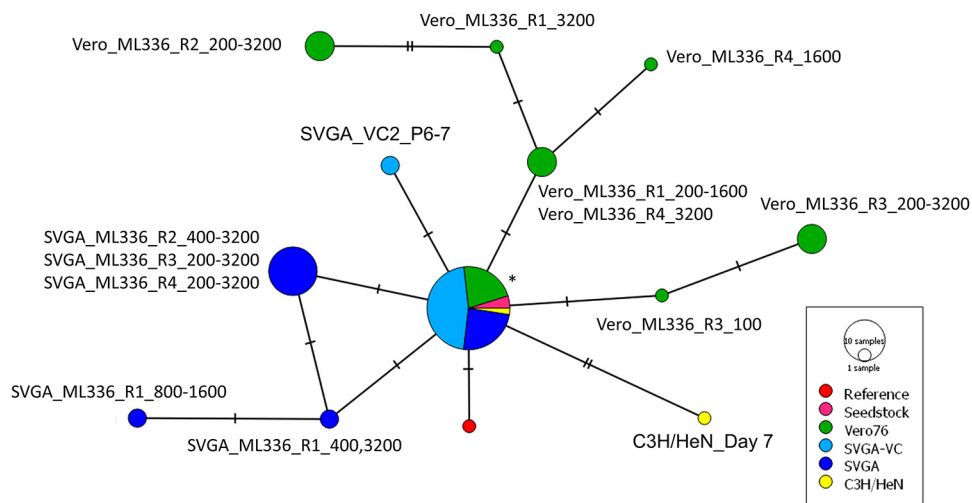 Vero_ML336_R1_3200
Vero_ML336_R2_200-3200
Vero_ML336_R4_1600
SVGA_VC2_P6-7
Vero_ML336_R1_200-1600
Vero_ML336_R4_3200
Vero_ML336_R3_200-3200
SVGA_ML336_R2_400-3200
SVGA_ML336_R3_200-3200
SVGA_ML336_R4_200-3200
*
Vero_ML336_R3_100
SVGA_ML336_R1_800-1600
SVGA_ML336_R1_400,3200
C3H/HeN_Day 7
10 samples
1 sample
Reference
Seedstock
Vero76
SVGA-VC
SVGA
C3H/HeN